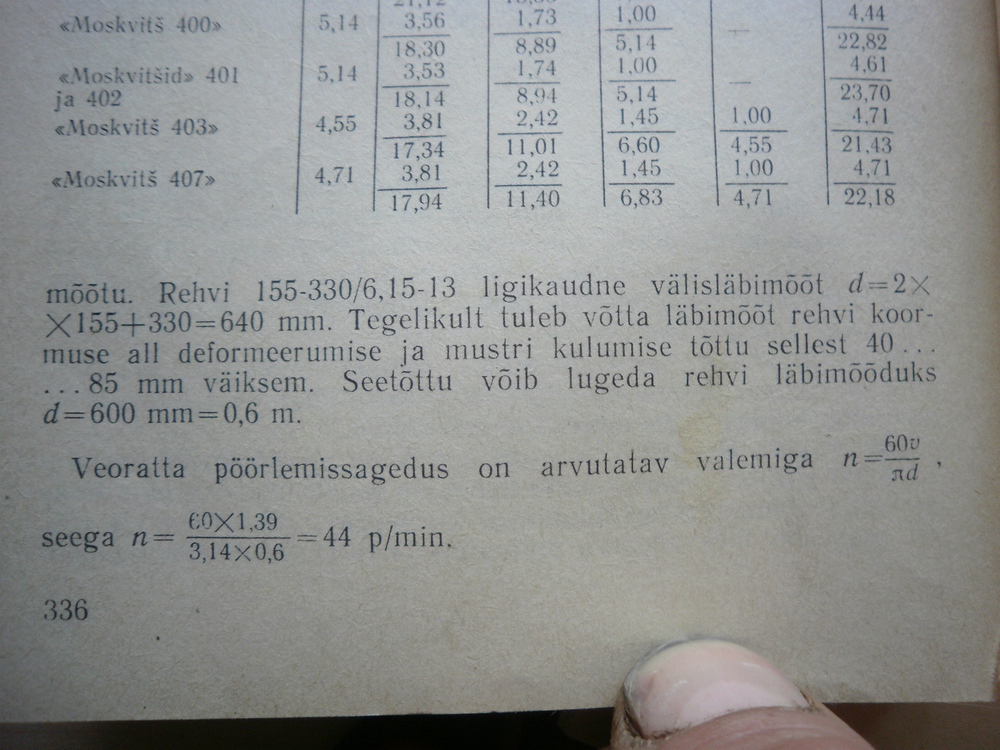 «Moskvitš 400» 5,14 3,56 1,73 1,00 — 4,44
18,30 8,89 5,14 22,82
«Moskvitšid» 401 5,14 3,53 1,74 1,00 — 4,61
ja 402 18,14 8,94 5,14 23,70
«Moskvitš 403» 4,55 3,81 2,42 1,45 1,00 4,71
17,34 11,01 6,60 4,55 21,43
«Moskvitš 407» 4,71 3,81 2,42 1,45 1,00 4,71
17,94 11,40 6,83 4,71 22,18
mõõtu. Rehvi 155-330/6,15-13 ligikaudne välisläbimõõt d=2×
×155+330=640 mm. Tegelikult tuleb võtta läbimõõt rehvi koor-
muse all deformeerumise ja mustri kulumise tõttu sellest 40...
...85 mm väiksem. Seetõttu võib lugeda rehvi läbimõõduks
d=600 mm=0,6 m.
Veoratta pöörlemissagedus on arvutatav valemiga n=60v/πd,
seega n= 60×1,39/3,14×0,6 =44 p/min.
336